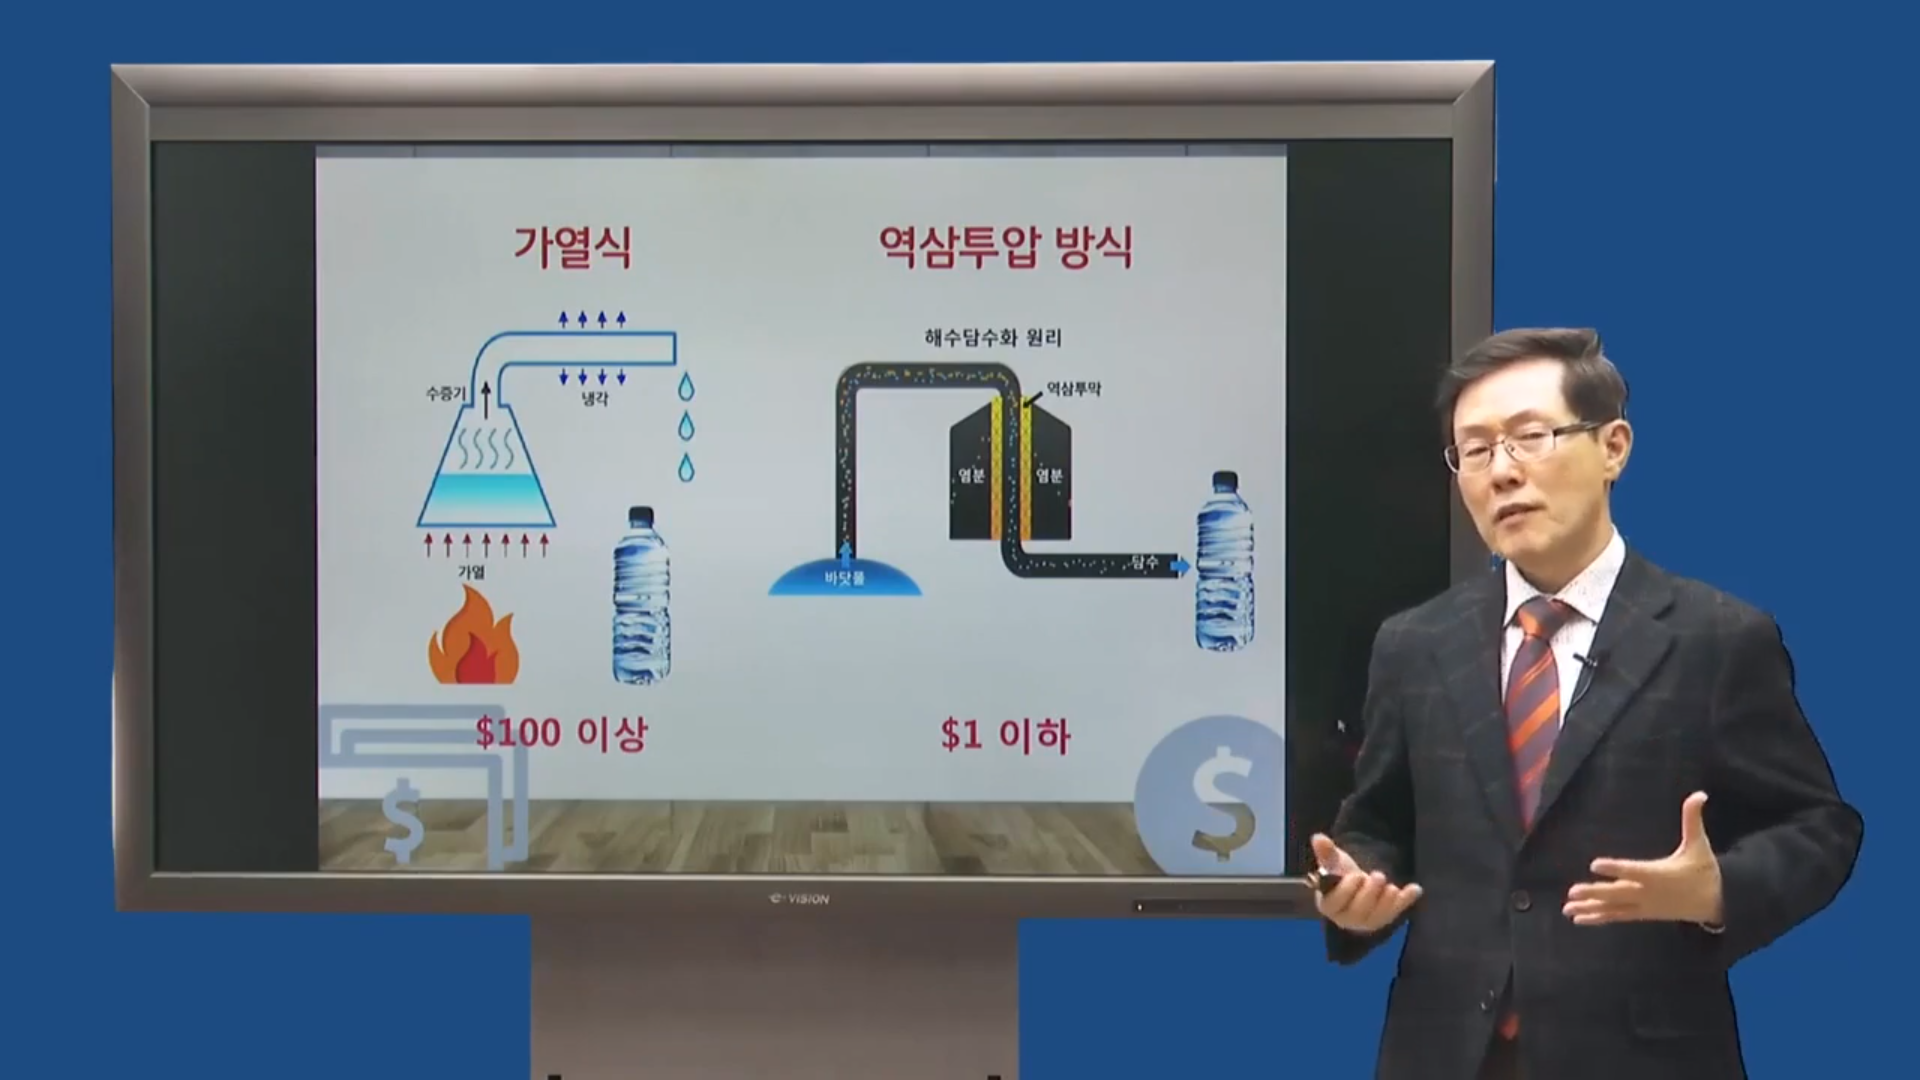 가열식
역삼투압 방식
해수담수화 원리
수증기
냉각
역삼투막
염분
염분
가열
바닷물
담수
$100 이상
$1 이하
$
$
e-VISION